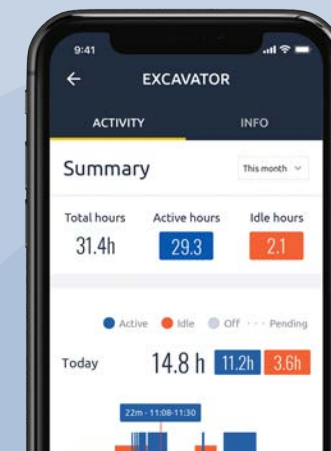 9:41
EXCAVATOR
ACTIVITY INFO
Summary This month
Total hours Active hours Idle hours
31.4h 29.3 2.1
Active Idle Off Pending
Today 14.8 h 11.2h 3.6h
22m - 11:08-11:30